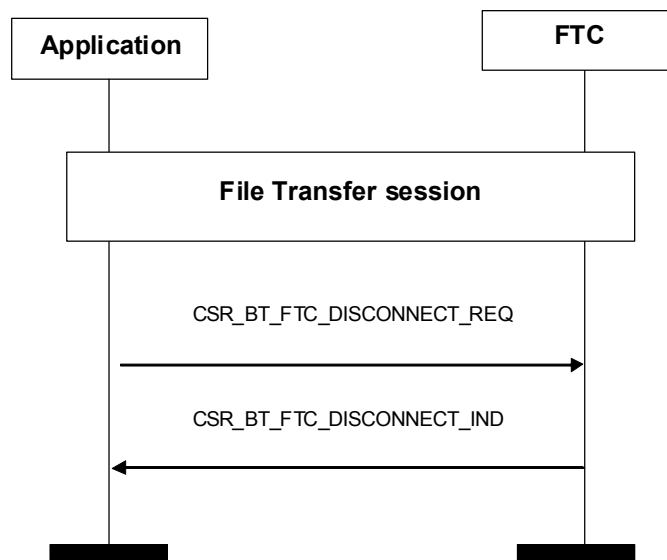 Application
FTC
File Transfer session
CSR_BT_FTC_DISCONNECT_REQ
CSR_BT_FTC_DISCONNECT_IND